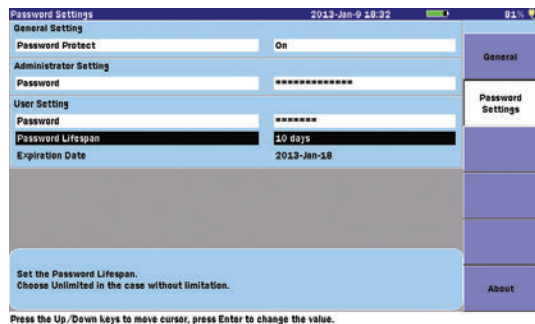 Password Settings 2013-Jan-9 18:32 81%
General Setting
Password Protect On
Administrator Setting
Password *************
User Setting
Password *******
Password Lifespan 10 days
Expiration Date 2013-Jan-18
General
Password
Settings
Set the Password Lifespan.
Choose Unlimited in the case without limitation.
About
Press the Up/Down keys to move cursor, press Enter to change the value.